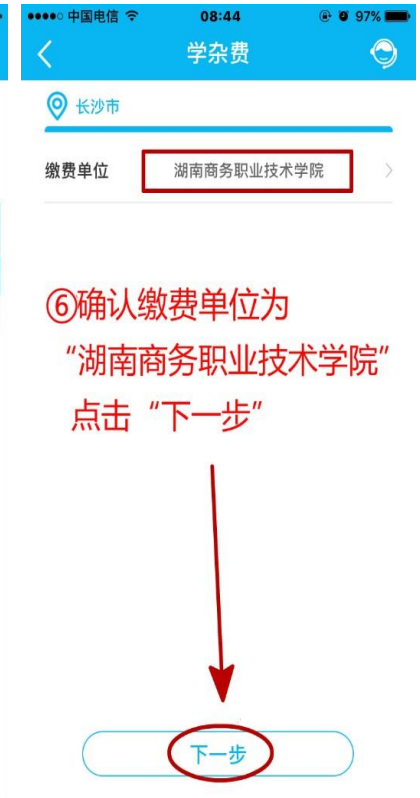 中国电信 08:44 97%
学杂费
长沙市
缴费单位 湖南商务职业技术学院
⑥确认缴费单位为
“湖南商务职业技术学院”
点击“下一步”
下一步